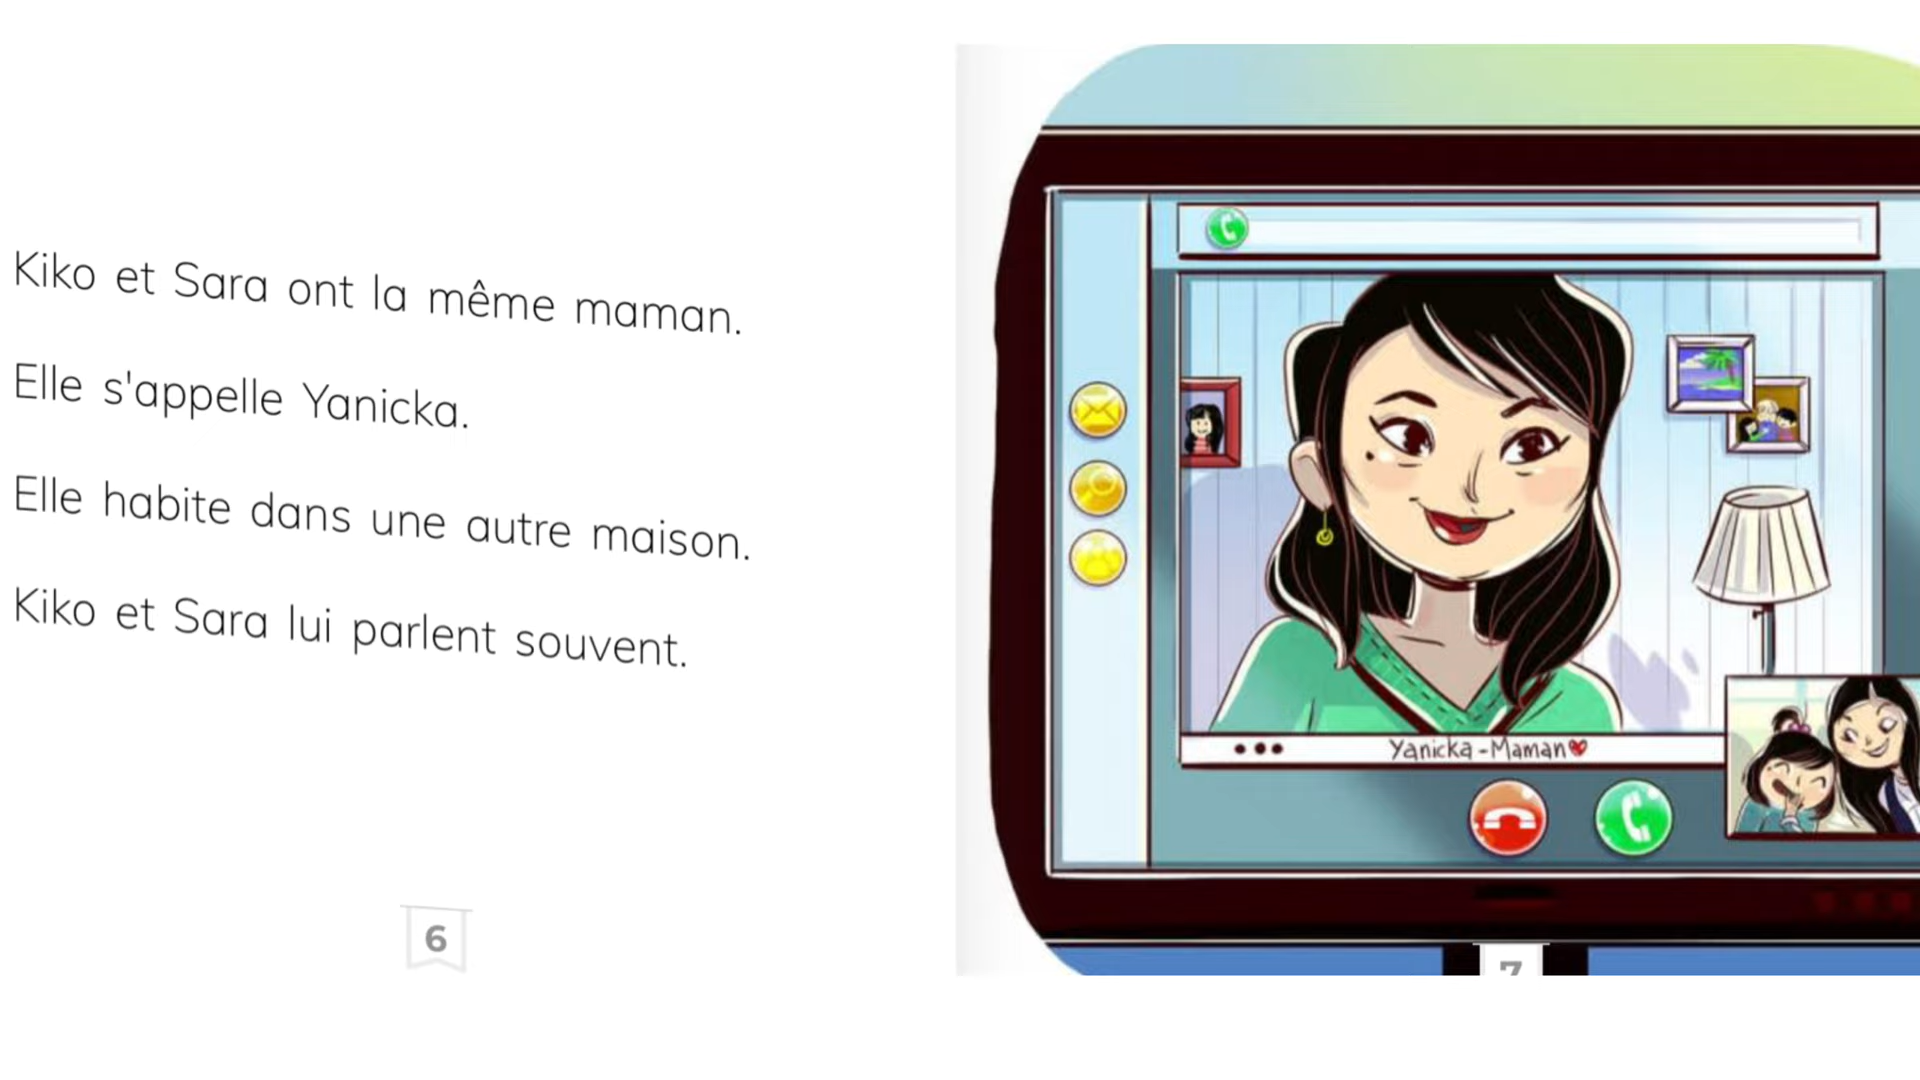 Kiko et Sara ont la même maman.
Elle s'appelle Yanicka.
Elle habite dans une autre maison.
Kiko et Sara lui parlent souvent.
6
Yanicka-Maman
7